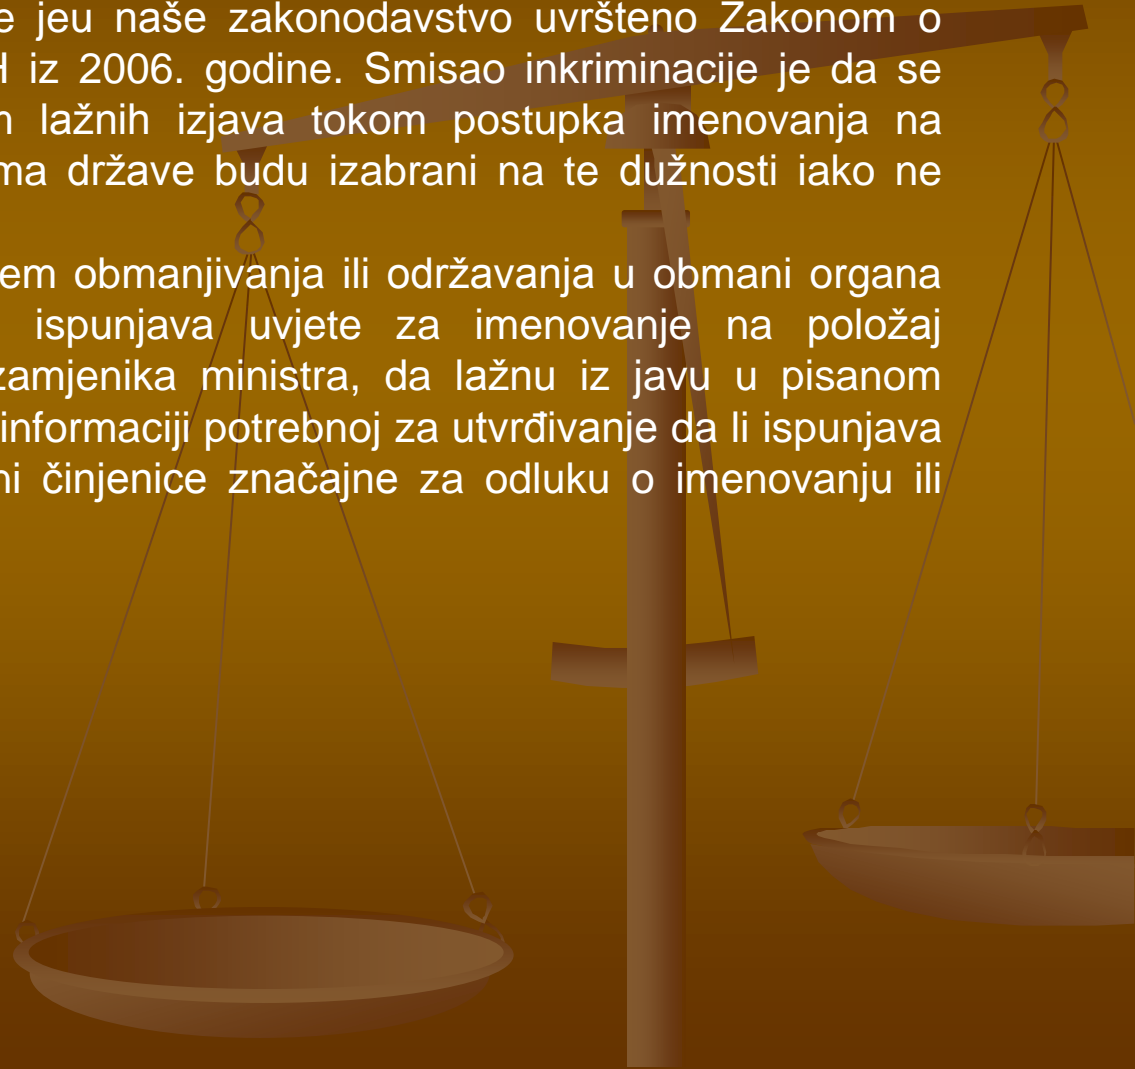 e jeu naše zakonodavstvo uvršteno Zakonom o
H iz 2006. godine. Smisao inkriminacije je da se
lažnih izjava tokom postupka imenovanja na
ma države budu izabrani na te dužnosti iako ne
em obmanjivanja ili održavanja u obmani organa
ispunjava uvjete za imenovanje na položaj
zamjenika ministra, da lažnu iz javu u pisanom
informaciji potrebnoj za utvrđivanje da li ispunjava
ni činjenice značajne za odluku o imenovanju ili